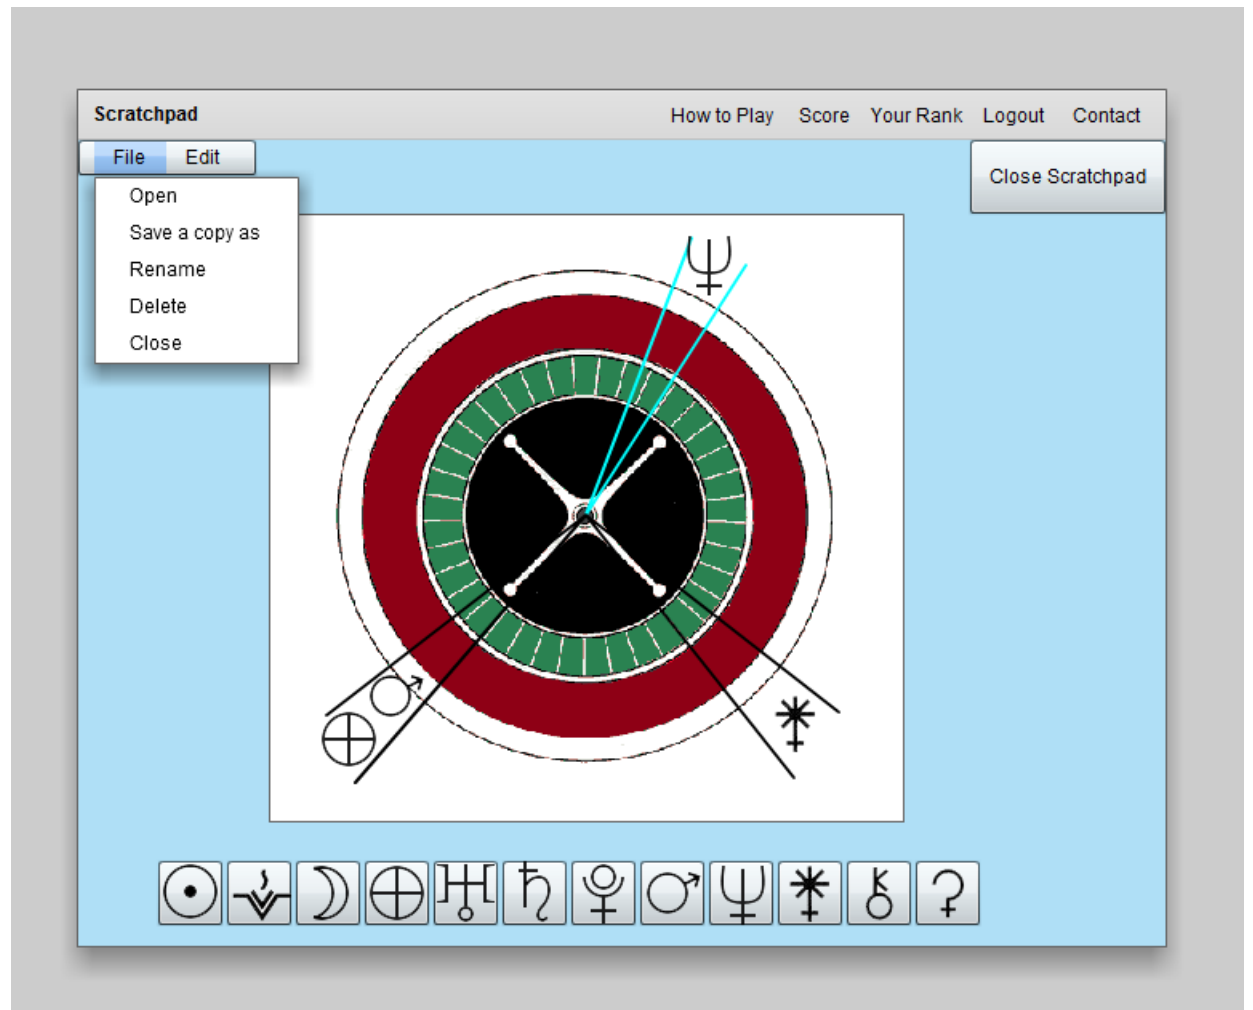 Scratchpad How to Play Score Your Rank Logout Contact
File Edit
Close Scratchpad
Open
Save a copy as
Rename
Delete
Close